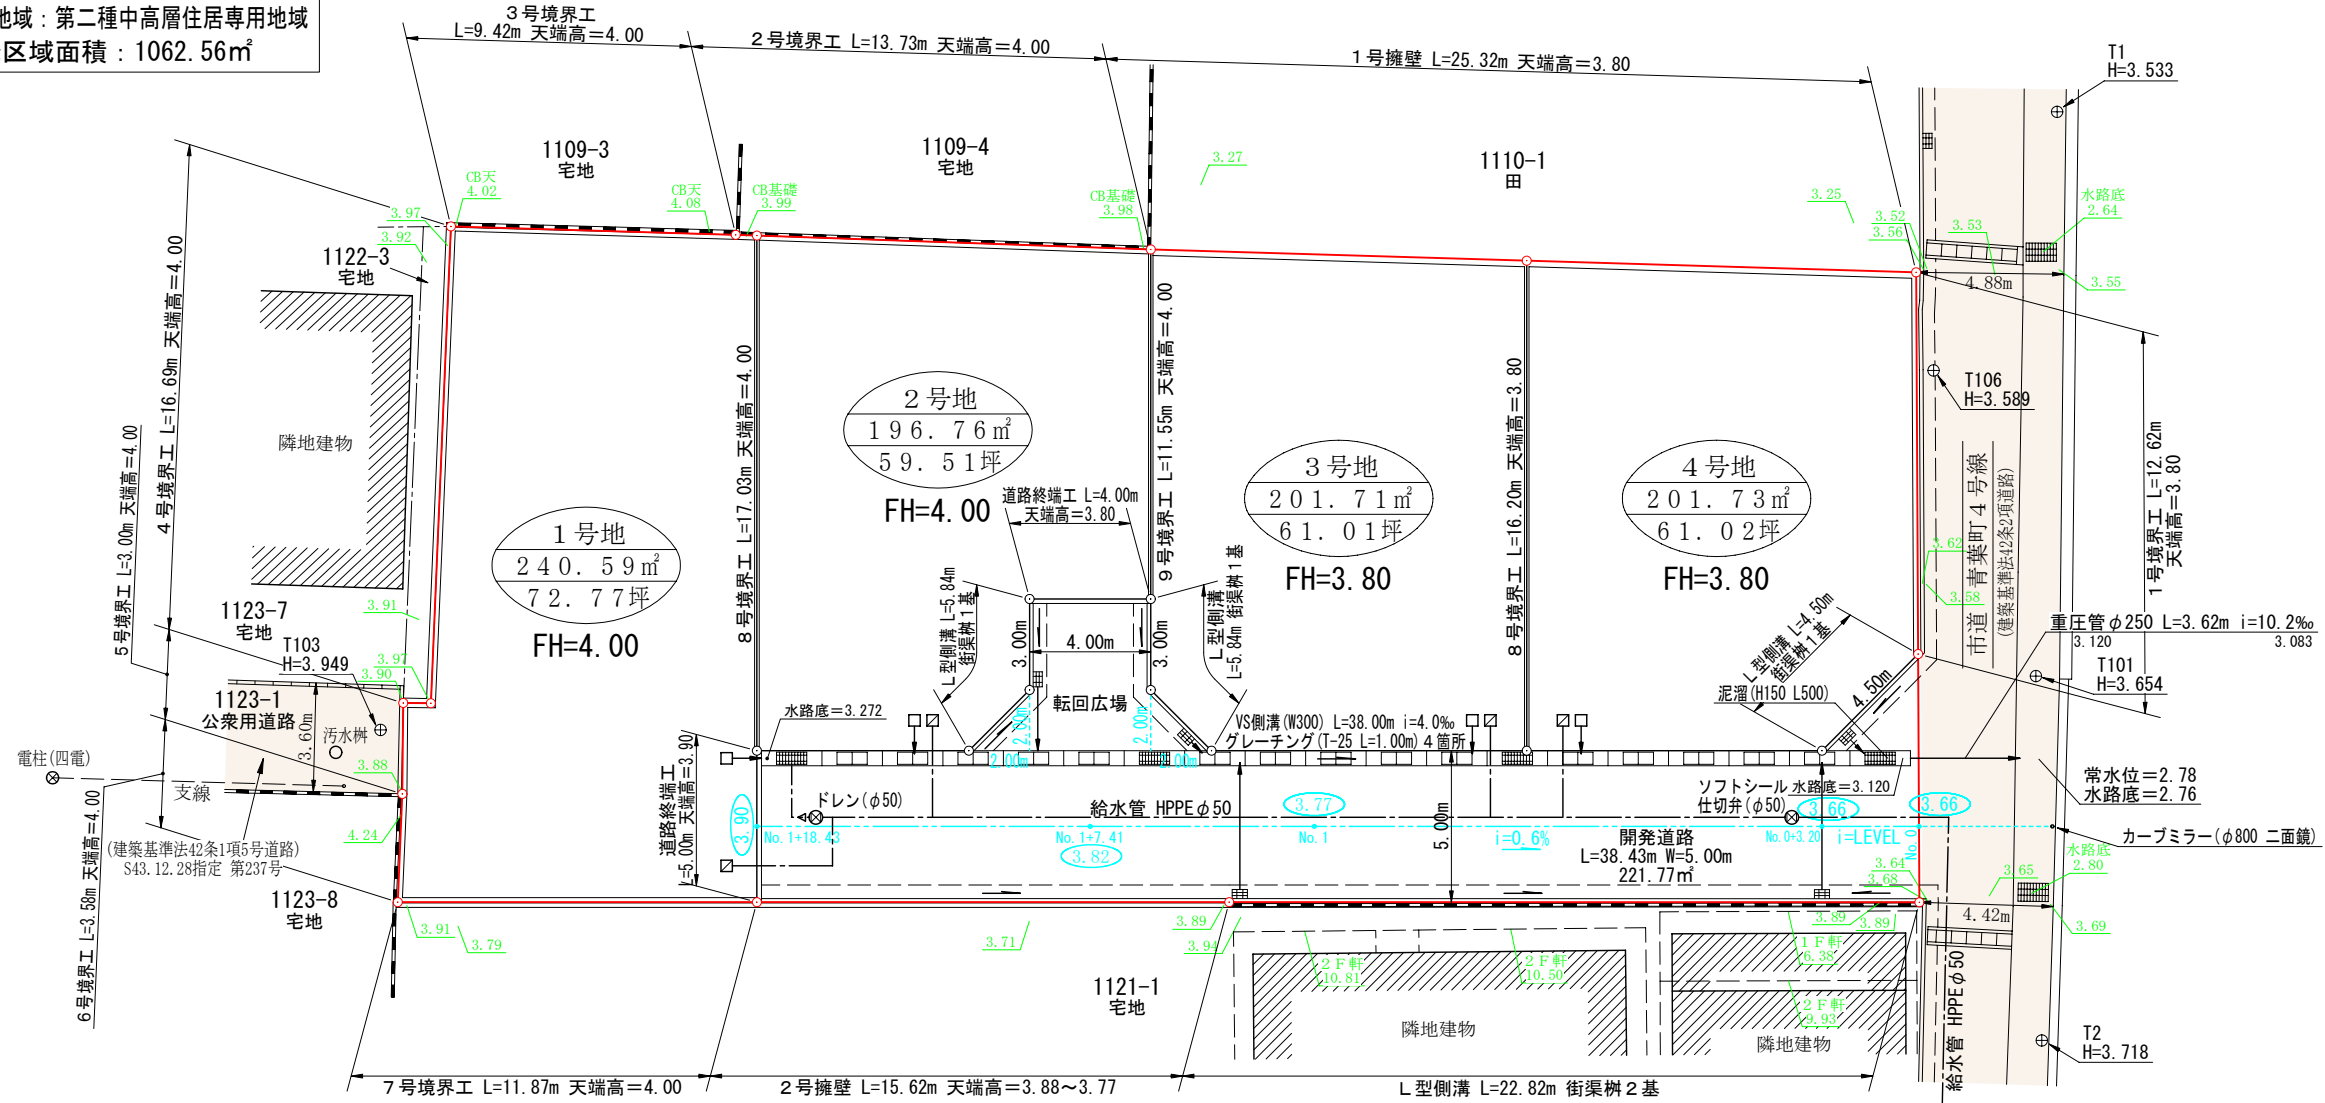 地域：第二種中高層住居専用地域
区域面積：1062.56㎡
3号境界工
L=9.42m 天端高=4.00
2号境界工 L=13.73m 天端高=4.00
1号擁壁 L=25.32m 天端高=3.80
T1
H=3.533
1109-3
宅地
1109-4
宅地
1110-1
田
3.27
3.25
CB天
4.02
CB天
4.08
CB基礎
3.99
CB基礎
3.98
3.97
3.92
3.52
3.56
3.53
水路底
2.64
3.55
4.88m
1122-3
宅地
4号境界工 L=16.69m 天端高=4.00
5号境界工 L=3.00m 天端高=4.00
6号境界工 L=3.58m 天端高=4.00
隣地建物
8号境界工 L=17.03m 天端高=4.00
2号地
196.76㎡
59.51坪
FH=4.00
9号境界工 L=11.55m 天端高=4.00
8号境界工 L=16.20m 天端高=3.80
3号地
201.71㎡
61.01坪
FH=3.80
4号地
201.73㎡
61.02坪
FH=3.80
1号地
240.59㎡
72.77坪
FH=4.00
道路終端工 L=4.00m
天端高=3.80
T106
H=3.589
市道 青葉町4号線
(建築基準法42条2項道路)
1号境界工 L=12.62m
天端高=3.80
3.62
3.58
重圧管φ250 L=3.62m i=10.2‰
3.120
3.083
T101
H=3.654
L型側溝 L=5.84m
街渠桝1基
L型側溝
L=5.84m 街渠桝1基
L型側溝 L=4.50m
街渠桝1基
4.50m
泥溜(H150 L500)
3.00m
4.00m
3.00m
転回広場
2.00m
2.00m
2.00m
2.00m
1123-7
宅地
3.91
T103
H=3.949
3.97
3.90
1123-1
公衆用道路
汚水桝
3.60m
3.88
電柱(四電)
支線
4.24
(建築基準法42条1項5号道路)
S43.12.28指定 第237号
1123-8
宅地
水路底=3.272
VS側溝(W300) L=38.00m i=4.0‰
グレーチング(T-25 L=1.00m)4箇所
道路終端工
L=5.00m 天端高=3.90
3.90
ドレン(φ50)
給水管 HPPEφ50
3.77
ソフトシール
仕切弁(φ50)
水路底=3.120
3.66
3.66
常水位=2.78
水路底=2.76
カーブミラー(φ800 二面鏡)
No.1+18.43
No.1+7.41
3.82
No.1
i=0.6%
No.0+3.20
i=LEVEL
No.0
5.00m
開発道路
L=38.43m W=5.00m
221.77㎡
3.64
3.68
3.65
水路底
2.80
4.42m
3.69
3.91
3.79
3.71
3.89
3.94
3.89
3.89
1F軒
6.38
2F軒
10.81
2F軒
10.50
2F軒
9.93
1121-1
宅地
隣地建物
隣地建物
給水管 HPPEφ50
T2
H=3.718
7号境界工 L=11.87m 天端高=4.00
2号擁壁 L=15.62m 天端高=3.88～3.77
L型側溝 L=22.82m 街渠桝2基